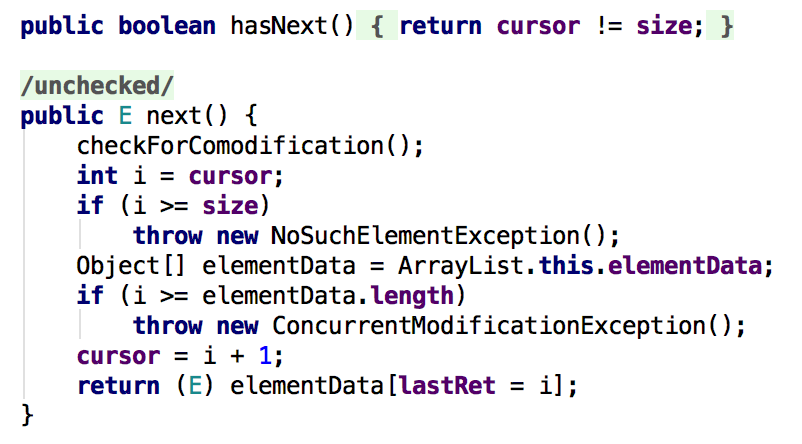 public boolean hasNext() { return cursor != size; }
/unchecked/
public E next() {
checkForComodification();
int i = cursor;
if (i >= size)
throw new NoSuchElementException();
Object[] elementData = ArrayList.this.elementData;
if (i >= elementData.length)
throw new ConcurrentModificationException();
cursor = i + 1;
return (E) elementData[lastRet = i];
}